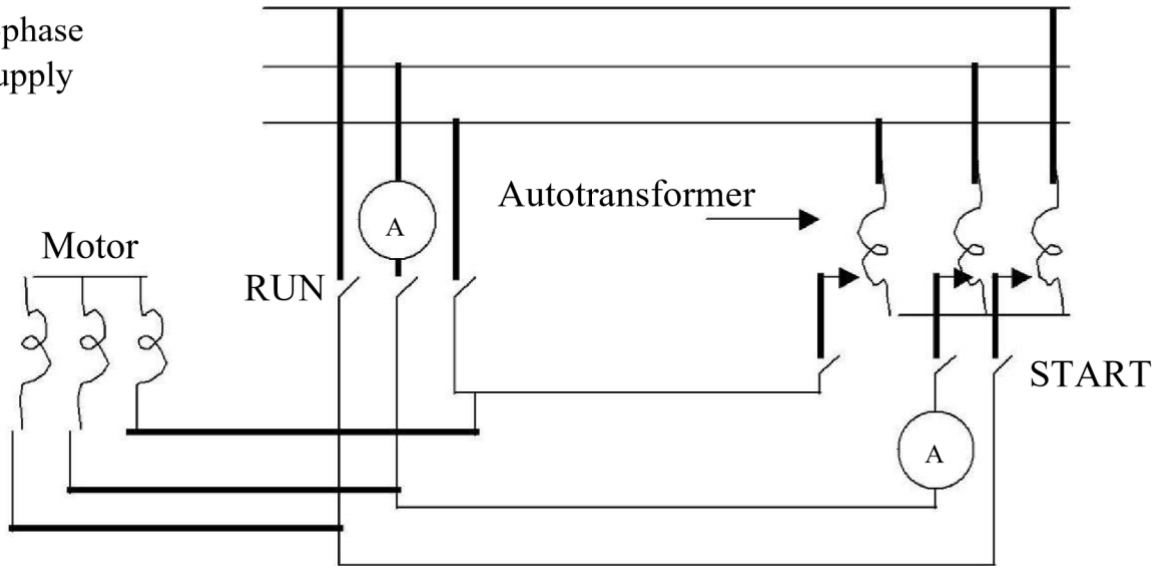 phase
upply
Autotransformer
A
Motor
RUN
START
A